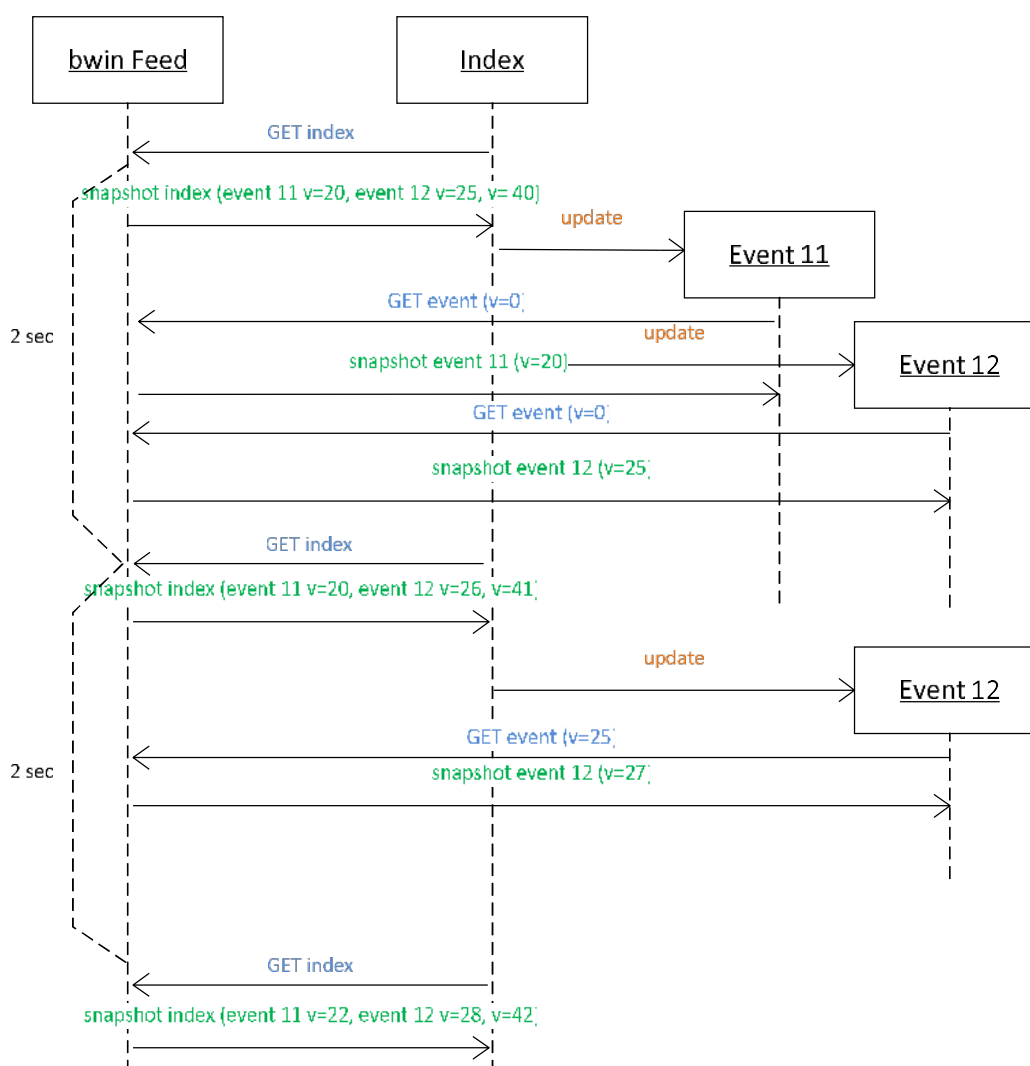 bwin Feed
Index
GET index
snapshot index (event 11 v=20, event 12 v=25, v= 40)
update
Event 11
GET event (v=0)
update
2 sec
snapshot event 11 (v=20)
Event 12
GET event (v=0)
snapshot event 12 (v=25)
GET index
snapshot index (event 11 v=20, event 12 v=26, v=41)
update
Event 12
GET event (v=25)
2 sec
snapshot event 12 (v=27)
GET index
snapshot index (event 11 v=22, event 12 v=28, v=42)